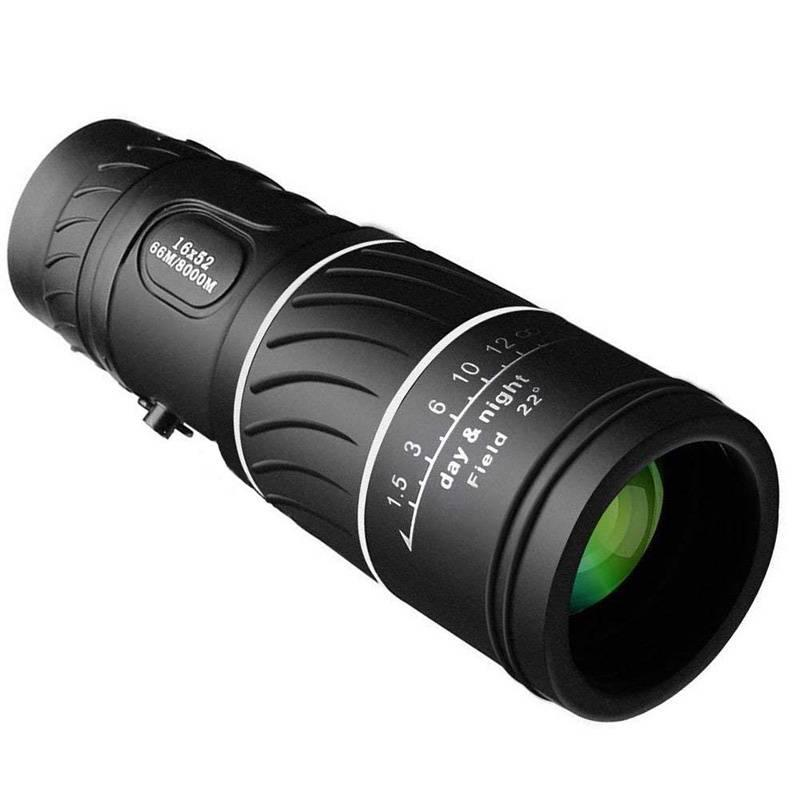 16x52
66M/8000M
1.5 3 6 10 12 ∞
day & night
Field 22°